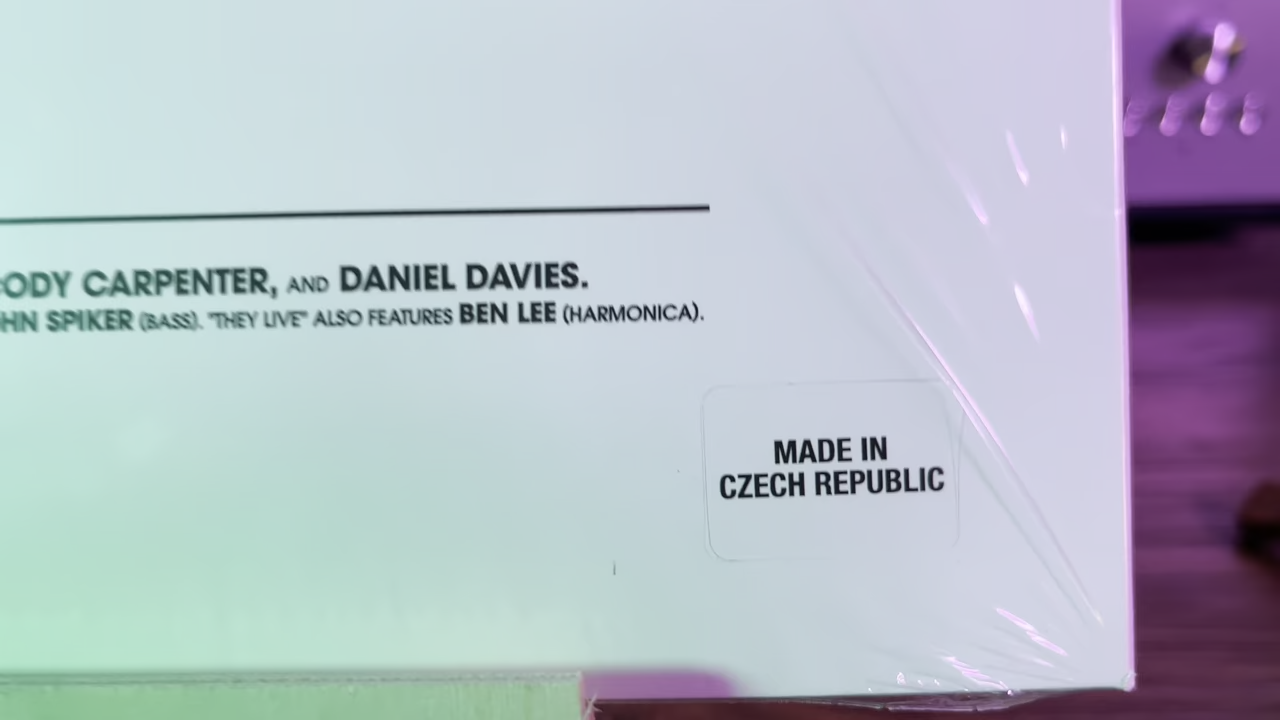 ODY CARPENTER, AND DANIEL DAVIES.
HN SPIKER (BASS). "THEY LIVE" ALSO FEATURES BEN LEE (HARMONICA).
MADE IN
CZECH REPUBLIC